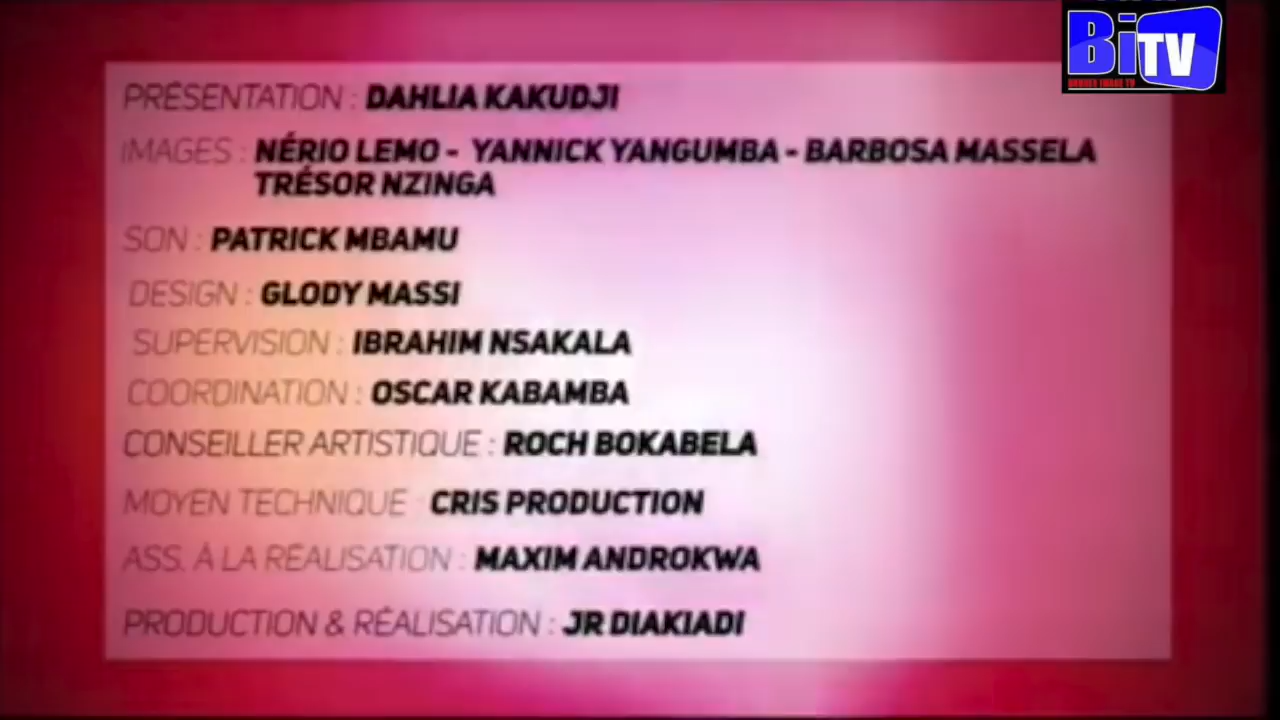 BiTV
PRÉSENTATION : DAHLIA KAKUDJI
IMAGES : NÉRIO LEMO - YANNICK YANGUMBA - BARBOSA MASSELA
TRÉSOR NZINGA
SON : PATRICK MBAMU
DESIGN : GLODY MASSI
SUPERVISION : IBRAHIM NSAKALA
COORDINATION : OSCAR KABAMBA
CONSEILLER ARTISTIQUE : ROCH BOKABELA
MOYEN TECHNIQUE : CRIS PRODUCTION
ASS. À LA RÉALISATION : MAXIM ANDROKWA
PRODUCTION & RÉALISATION : JR DIAKIADI